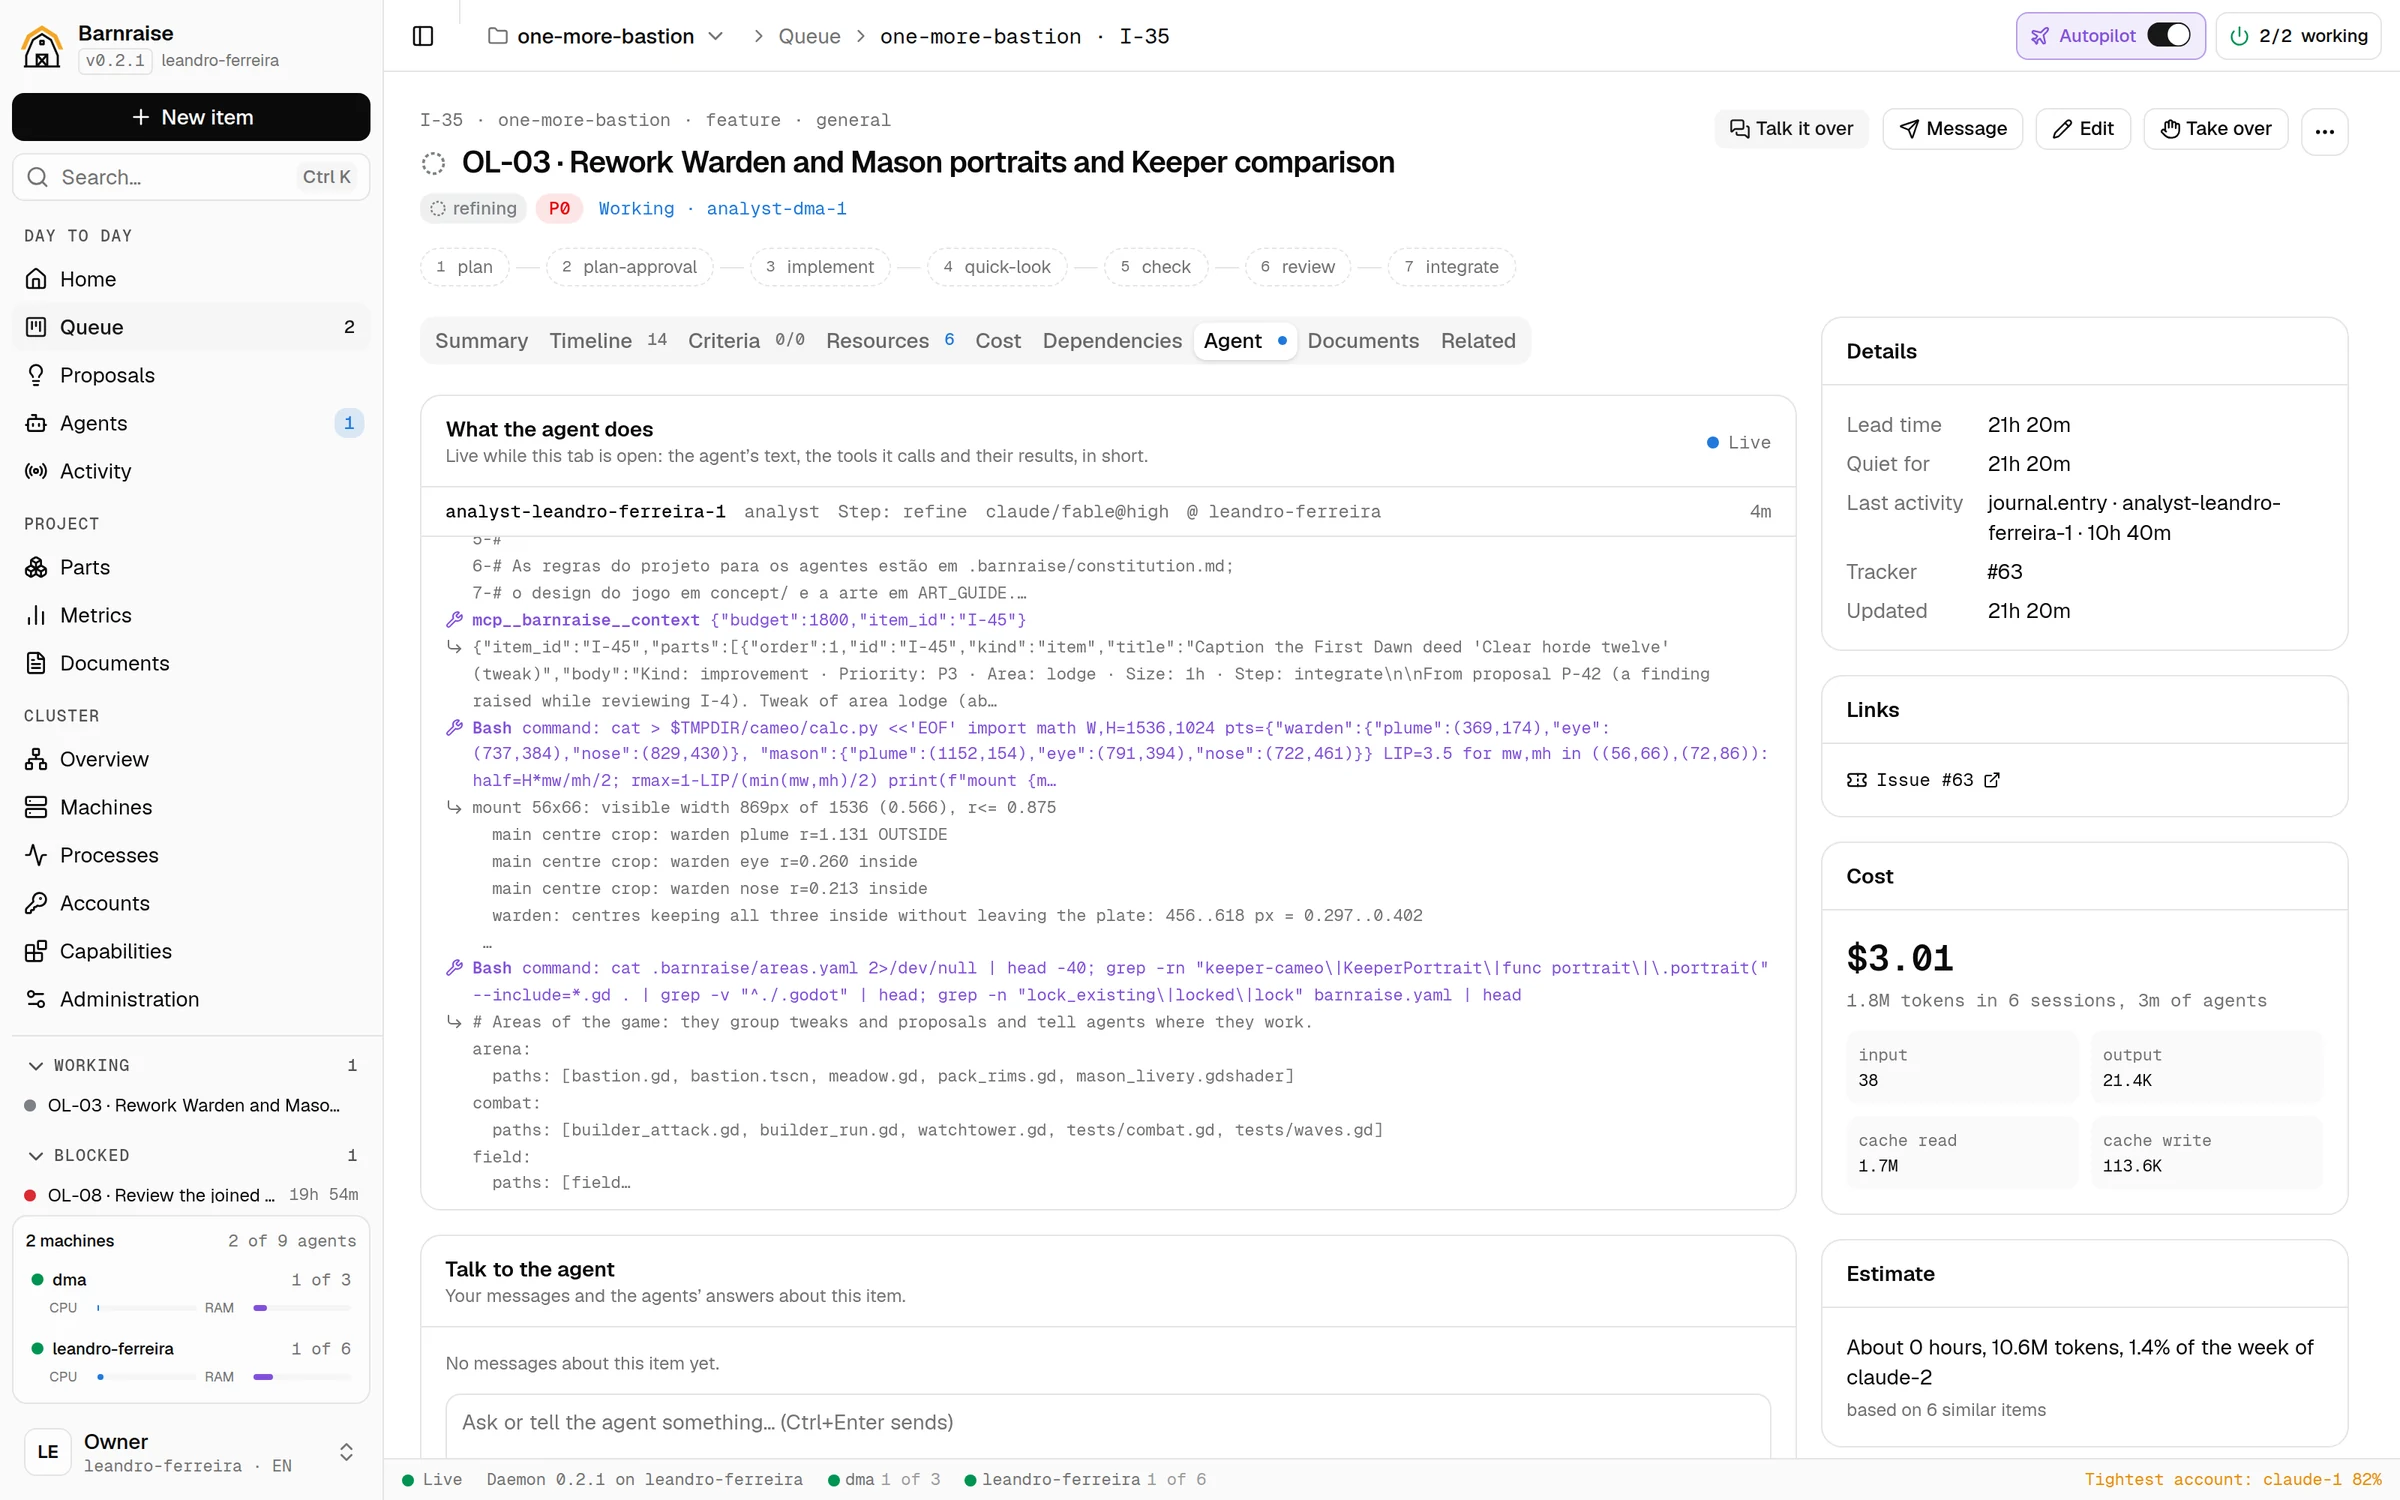 Barnraise
v0.2.1 leandro-ferreira
New item
Search... Ctrl K
DAY TO DAY
Home
Queue 2
Proposals
Agents 1
Activity
PROJECT
Parts
Metrics
Documents
CLUSTER
Overview
Machines
Processes
Accounts
Capabilities
Administration
WORKING 1
OL-03 · Rework Warden and Maso...
BLOCKED 1
OL-08 · Review the joined ... 19h 54m
2 machines 2 of 9 agents
dma 1 of 3
CPU RAM
leandro-ferreira 1 of 6
CPU RAM
LE Owner
leandro-ferreira · EN
one-more-bastion > Queue > one-more-bastion · I-35
Autopilot
2/2 working
I-35 · one-more-bastion · feature · general
OL-03 · Rework Warden and Mason portraits and Keeper comparison
Talk it over Message Edit Take over ...
refining P0 Working · analyst-dma-1
1 plan 2 plan-approval 3 implement 4 quick-look 5 check 6 review 7 integrate
Summary Timeline 14 Criteria 0/0 Resources 6 Cost Dependencies Agent Documents Related
What the agent does
Live while this tab is open: the agent's text, the tools it calls and their results, in short.
Live
analyst-leandro-ferreira-1 analyst Step: refine claude/fable@high @ leandro-ferreira 4m
5-#
6-# As regras do projeto para os agentes estão em .barnraise/constitution.md;
7-# o design do jogo em concept/ e a arte em ART_GUIDE.…
mcp__barnraise__context {"budget":1800,"item_id":"I-45"}
{"item_id":"I-45","parts":[{"order":1,"id":"I-45","kind":"item","title":"Caption the First Dawn deed 'Clear horde twelve'
(tweak)","body":"Kind: improvement · Priority: P3 · Area: lodge · Size: 1h · Step: integrate\n\nFrom proposal P-42 (a finding
raised while reviewing I-4). Tweak of area lodge (ab…
Bash command: cat > $TMPDIR/cameo/calc.py <<'EOF' import math W,H=1536,1024 pts={"warden":{"plume":(369,174),"eye":
(737,384),"nose":(829,430)}, "mason":{"plume":(1152,154),"eye":(791,394),"nose":(722,461)}} LIP=3.5 for mw,mh in ((56,66),(72,86)):
half=H*mw/mh/2; rmax=1-LIP/(min(mw,mh)/2) print(f"mount {m…
mount 56x66: visible width 869px of 1536 (0.566), r<= 0.875
main centre crop: warden plume r=1.131 OUTSIDE
main centre crop: warden eye r=0.260 inside
main centre crop: warden nose r=0.213 inside
warden: centres keeping all three inside without leaving the plate: 456..618 px = 0.297..0.402
…
Bash command: cat .barnraise/areas.yaml 2>/dev/null | head -40; grep -rn "keeper-cameo\|KeeperPortrait\|func portrait\|\.portrait("
--include=*.gd . | grep -v "^./.godot" | head; grep -n "lock_existing\|locked\|lock" barnraise.yaml | head
# Areas of the game: they group tweaks and proposals and tell agents where they work.
arena:
paths: [bastion.gd, bastion.tscn, meadow.gd, pack_rims.gd, mason_livery.gdshader]
combat:
paths: [builder_attack.gd, builder_run.gd, watchtower.gd, tests/combat.gd, tests/waves.gd]
field:
paths: [field…
Talk to the agent
Your messages and the agents' answers about this item.
No messages about this item yet.
Ask or tell the agent something... (Ctrl+Enter sends)
Details
Lead time 21h 20m
Quiet for 21h 20m
Last activity journal.entry · analyst-leandro-
ferreira-1 · 10h 40m
Tracker #63
Updated 21h 20m
Links
Issue #63
Cost
$3.01
1.8M tokens in 6 sessions, 3m of agents
input output
38 21.4K
cache read cache write
1.7M 113.6K
Estimate
About 0 hours, 10.6M tokens, 1.4% of the week of
claude-2
based on 6 similar items
Live Daemon 0.2.1 on leandro-ferreira dma 1 of 3 leandro-ferreira 1 of 6
Tightest account: claude-1 82%